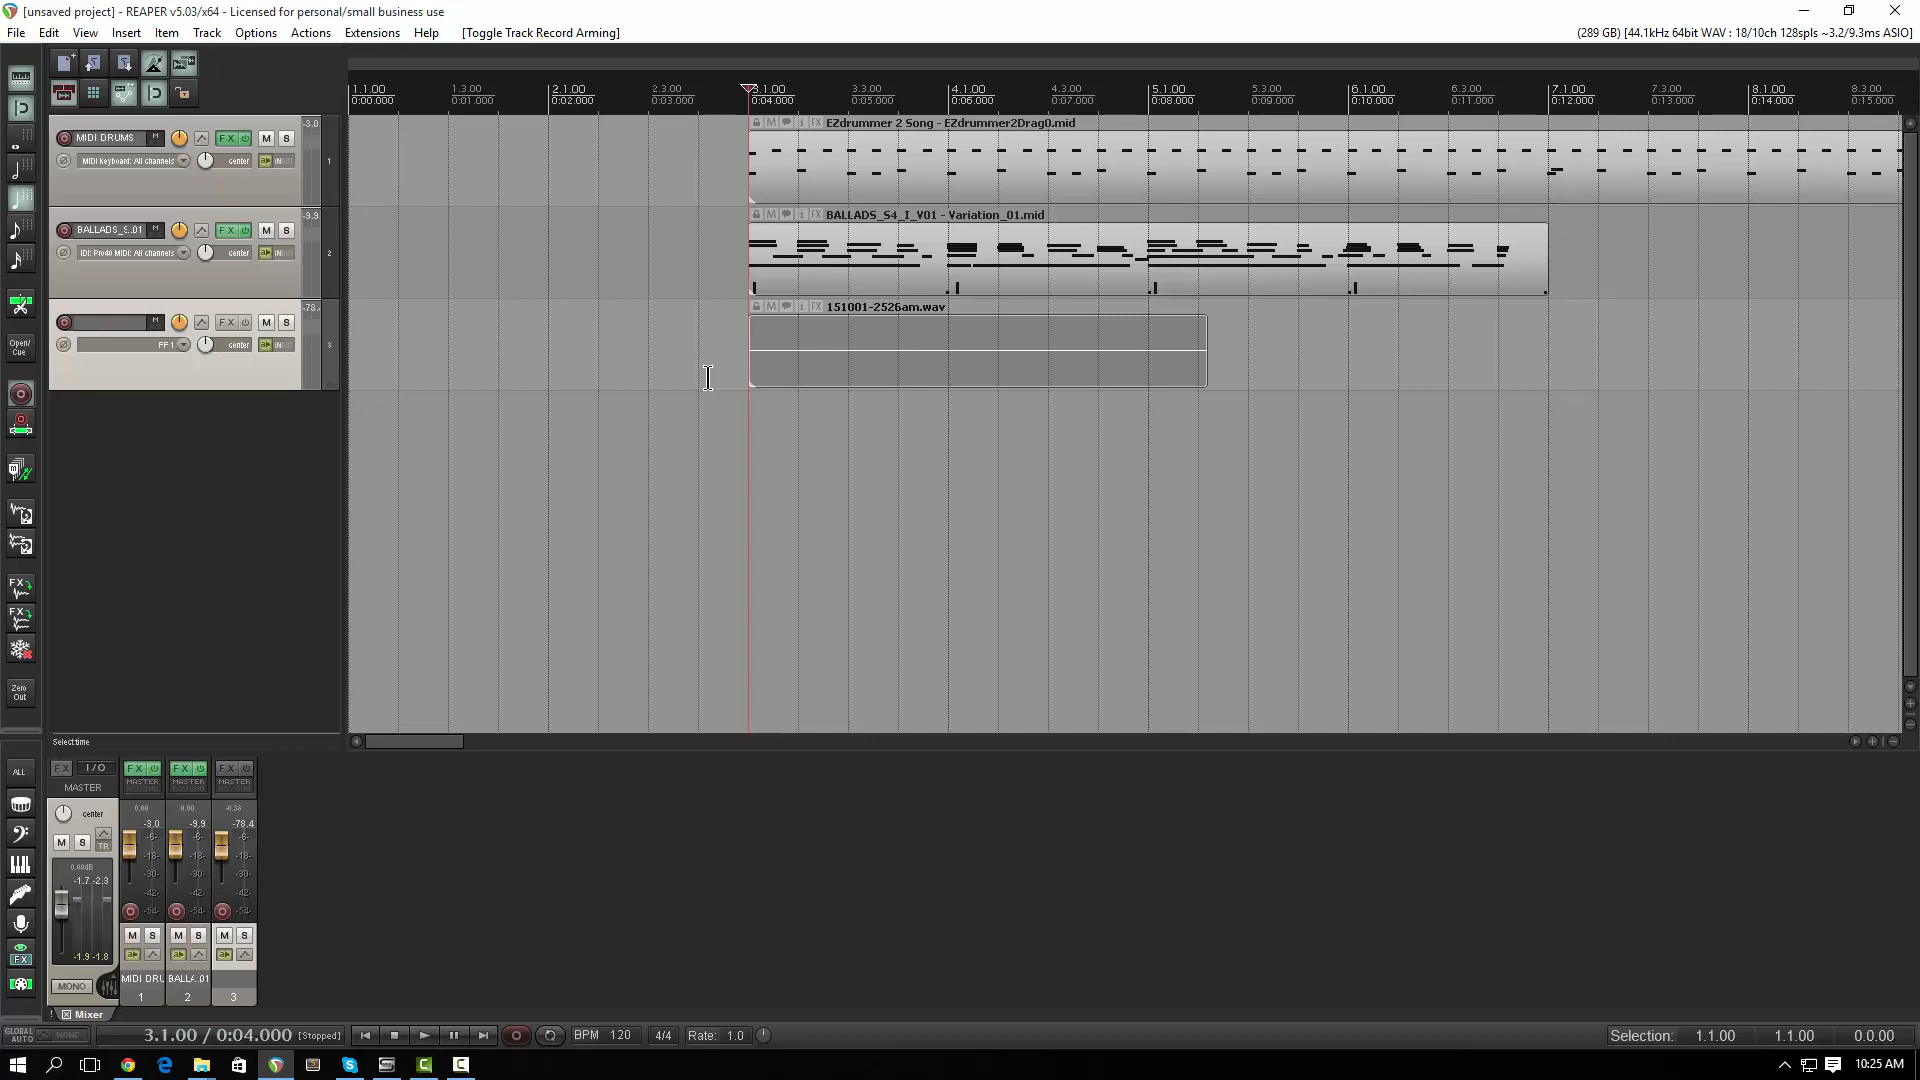 [unsaved project] - REAPER v5.03/x64 - Licensed for personal/small business use
File Edit View Insert Item Track Options Actions Extensions Help [Toggle Track Record Arming]
(289 GB) [44.1kHz 64bit WAV : 18/10ch 128spls ~3.2/9.3ms ASIO]
1.1.00 1.3.00 2.1.00 2.3.00 3.1.00 3.3.00 4.1.00 4.3.00 5.1.00 5.3.00 6.1.00 6.3.00 7.1.00 7.3.00 8.1.00 8.3.00
0:00.000 0:01.000 0:02.000 0:03.000 0:04.000 0:05.000 0:06.000 0:07.000 0:08.000 0:09.000 0:10.000 0:11.000 0:12.000 0:13.000 0:14.000 0:15.000
-3.0
M i FX EZdrummer 2 Song - EZdrummer2Drag0.mid
MIDI DRUMS M FX M S
MIDI keyboard: All channels center 1
-9.9
M i FX BALLADS_S4_I_V01 - Variation_01.mid
BALLADS_S..01 M FX M S
IDI: Pro40 MIDI: All channels center 2
-78.
M i FX 151001-2526am.wav
M FX M S
FF 1 center 3
Open/
Cue
FX
FX
Zero
Out
Select time
ALL
FX I/O FX FX FX
MASTER MASTER MASTER MASTER
center 0.00 0.00 -0.38
-3.0 -9.9 -78.4
M S TR
-6- -6- -6-
-18- -18- -18-
0.00dB
-30- -30- -30-
-1.7 -2.3
-42- -42- -42-
-54- -54- -54-
M S M S M S
FX
-1.9 -1.8
MONO MIDI DRU BALLA..01
1 2 3
! Mixer
GLOBAL
AUTO NONE
3.1.00 / 0:04.000 [Stopped] BPM 120 4/4 Rate: 1.0 Selection: 1.1.00 1.1.00 0.0.00
10:25 AM